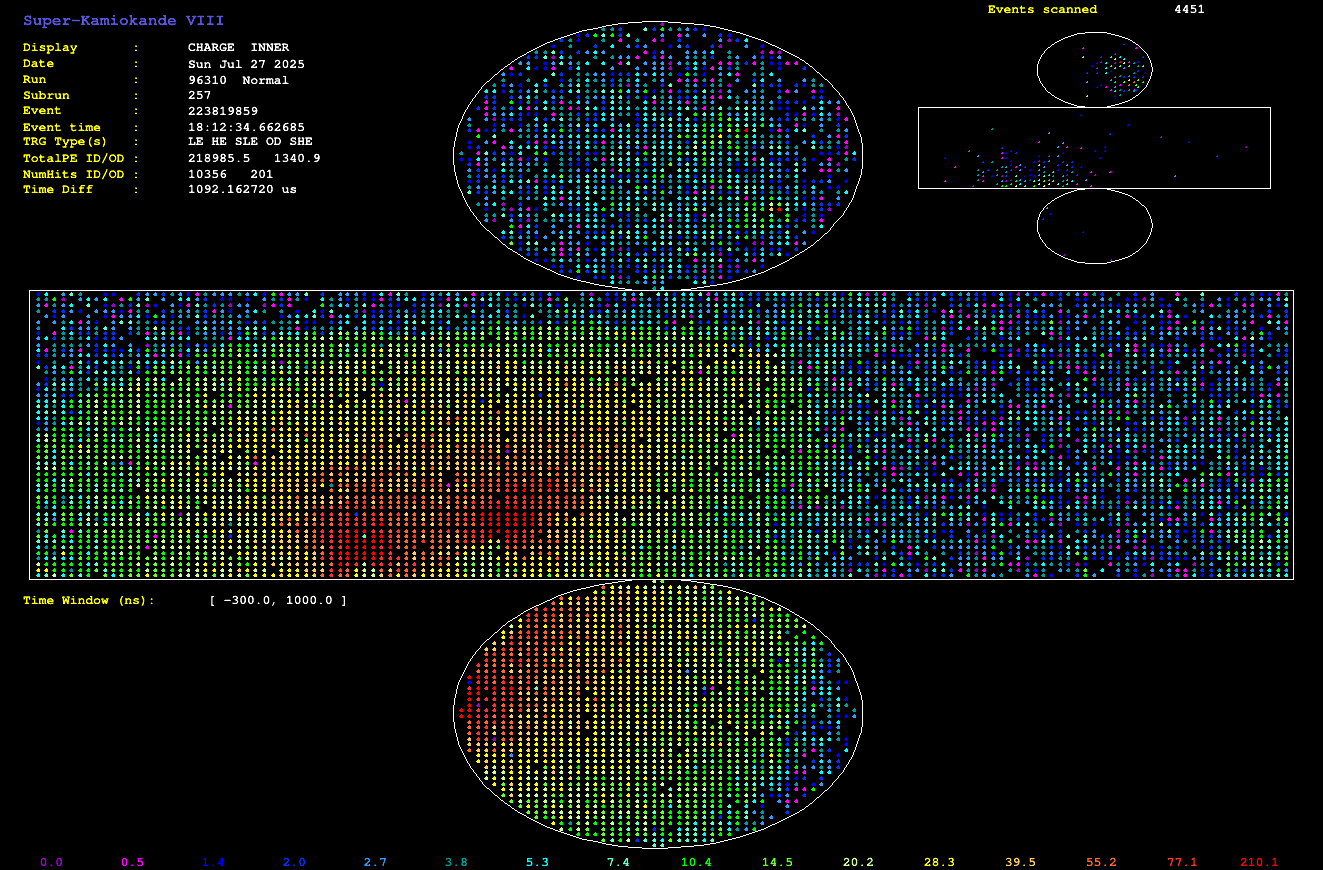 Super-Kamiokande VIII
Display : CHARGE INNER
Date : Sun Jul 27 2025
Run : 96310 Normal
Subrun : 257
Event : 223819859
Event time : 18:12:34.662685
TRG Type(s) : LE HE SLE OD SHE
TotalPE ID/OD : 218985.5 1340.9
NumHits ID/OD : 10356 201
Time Diff : 1092.162720 us
Events scanned 4451
Time Window (ns): [ -300.0, 1000.0 ]
0.0 0.5 1.4 2.0 2.7 3.8 5.3 7.4 10.4 14.5 20.2 28.3 39.5 55.2 77.1 210.1